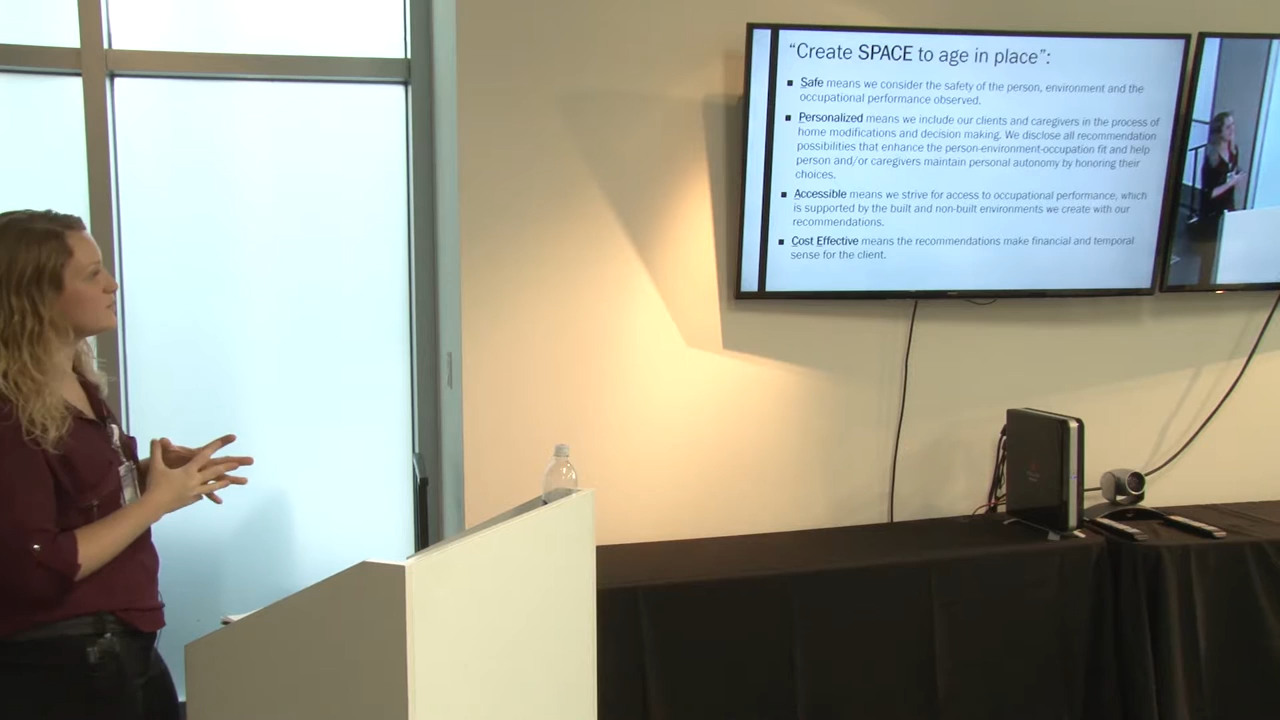 “Create SPACE to age in place”:
▪ Safe means we consider the safety of the person, environment and the
occupational performance observed.
▪ Personalized means we include our clients and caregivers in the process of
home modifications and decision making. We disclose all recommendation
possibilities that enhance the person-environment-occupation fit and help
person and/or caregivers maintain personal autonomy by honoring their
choices.
▪ Accessible means we strive for access to occupational performance, which
is supported by the built and non-built environments we create with our
recommendations.
▪ Cost Effective means the recommendations make financial and temporal
sense for the client.